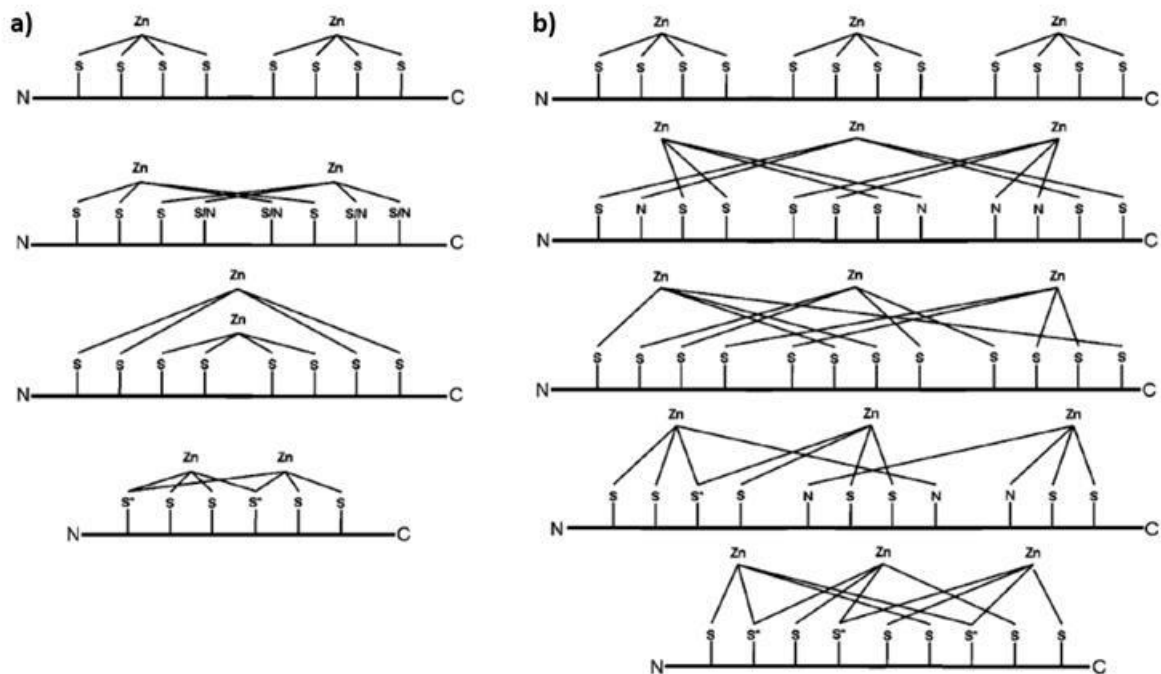 a)
Zn Zn
S S S S S S S S
N C
Zn Zn
S S S S/N S/N S S/N S/N
N C
Zn
Zn
S S S S S S S S
N C
Zn Zn
S* S S S* S S
N C
b)
Zn Zn Zn
S S S S S S S S S S S S
N C
Zn Zn Zn
S N S S S S S N N N S S
N C
Zn Zn Zn
S S S S S S S S S S S S
N C
Zn Zn Zn
S S S* S N S S N N S S
N C
Zn Zn Zn
S S* S S* S S S* S S
N C